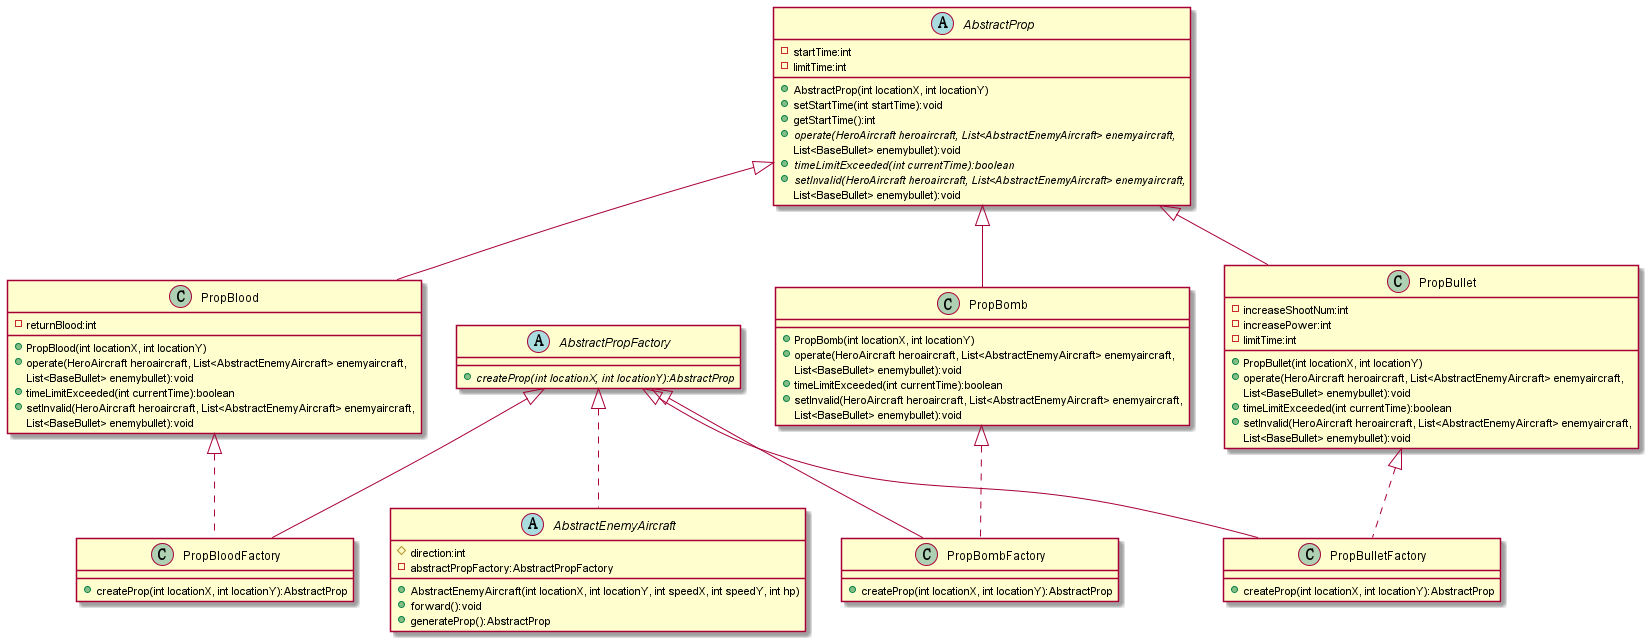 A AbstractProp
startTime:int
limitTime:int
AbstractProp(int locationX, int locationY)
setStartTime(int startTime):void
getStartTime():int
operate(HeroAircraft heroaircraft, List<AbstractEnemyAircraft> enemyaircraft,
List<BaseBullet> enemybullet):void
timeLimitExceeded(int currentTime):boolean
setInvalid(HeroAircraft heroaircraft, List<AbstractEnemyAircraft> enemyaircraft,
List<BaseBullet> enemybullet):void
C PropBlood
returnBlood:int
PropBlood(int locationX, int locationY)
operate(HeroAircraft heroaircraft, List<AbstractEnemyAircraft> enemyaircraft,
List<BaseBullet> enemybullet):void
timeLimitExceeded(int currentTime):boolean
setInvalid(HeroAircraft heroaircraft, List<AbstractEnemyAircraft> enemyaircraft,
List<BaseBullet> enemybullet):void
A AbstractPropFactory
createProp(int locationX, int locationY):AbstractProp
C PropBomb
PropBomb(int locationX, int locationY)
operate(HeroAircraft heroaircraft, List<AbstractEnemyAircraft> enemyaircraft,
List<BaseBullet> enemybullet):void
timeLimitExceeded(int currentTime):boolean
setInvalid(HeroAircraft heroaircraft, List<AbstractEnemyAircraft> enemyaircraft,
List<BaseBullet> enemybullet):void
C PropBullet
increaseShootNum:int
increasePower:int
limitTime:int
PropBullet(int locationX, int locationY)
operate(HeroAircraft heroaircraft, List<AbstractEnemyAircraft> enemyaircraft,
List<BaseBullet> enemybullet):void
timeLimitExceeded(int currentTime):boolean
setInvalid(HeroAircraft heroaircraft, List<AbstractEnemyAircraft> enemyaircraft,
List<BaseBullet> enemybullet):void
C PropBloodFactory
createProp(int locationX, int locationY):AbstractProp
A AbstractEnemyAircraft
direction:int
abstractPropFactory:AbstractPropFactory
AbstractEnemyAircraft(int locationX, int locationY, int speedX, int speedY, int hp)
forward():void
generateProp():AbstractProp
C PropBombFactory
createProp(int locationX, int locationY):AbstractProp
C PropBulletFactory
createProp(int locationX, int locationY):AbstractProp